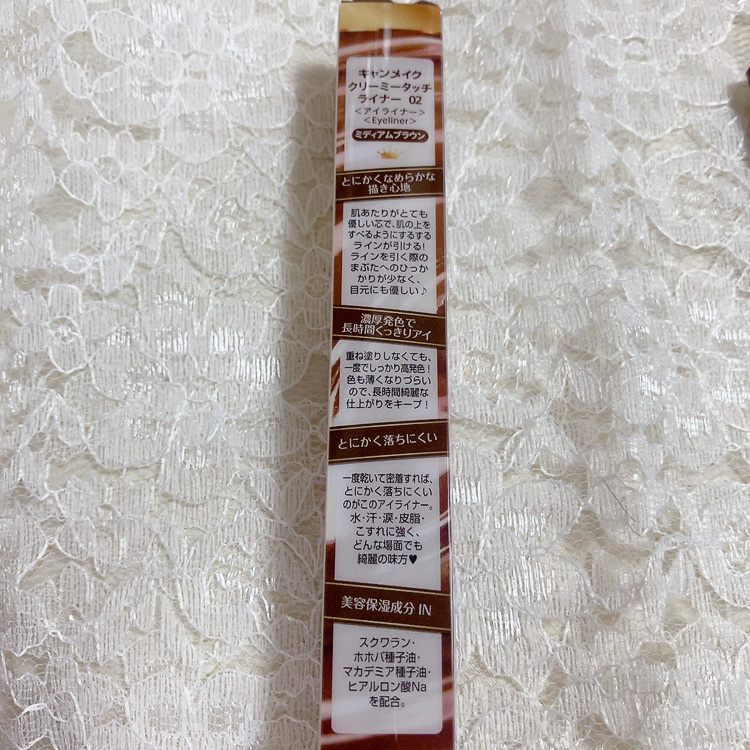 キャンメイク
クリーミータッチ
ライナー 02
＜アイライナー＞
＜Eyeliner＞
ミディアムブラウン
とにかくなめらかな
描き心地
肌あたりがとても
優しい芯で、肌の上を
すべるようにするする
ラインが引ける!
ラインを引く際の
まぶたへのひっか
かりが少なく、
目元にも優しい♪
濃厚発色で
長時間くっきりアイ
重ね塗りしなくても、
一度でしっかり高発色!
色も薄くなりづらい
ので、長時間綺麗な
仕上がりをキープ!
とにかく落ちにくい
一度乾いて密着すれば、
とにかく落ちにくい
のがこのアイライナー。
水・汗・涙・皮脂・
こすれに強く、
どんな場面でも
綺麗の味方♥
美容保湿成分 IN
スクワラン・
ホホバ種子油・
マカデミア種子油・
ヒアルロン酸Na
を配合。